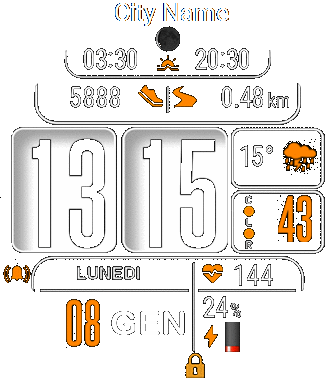 City Name
03:30 20:30
5888 0.48 km
13 15 15°
C L R 43
LUNEDI 144
08 GEN 24%